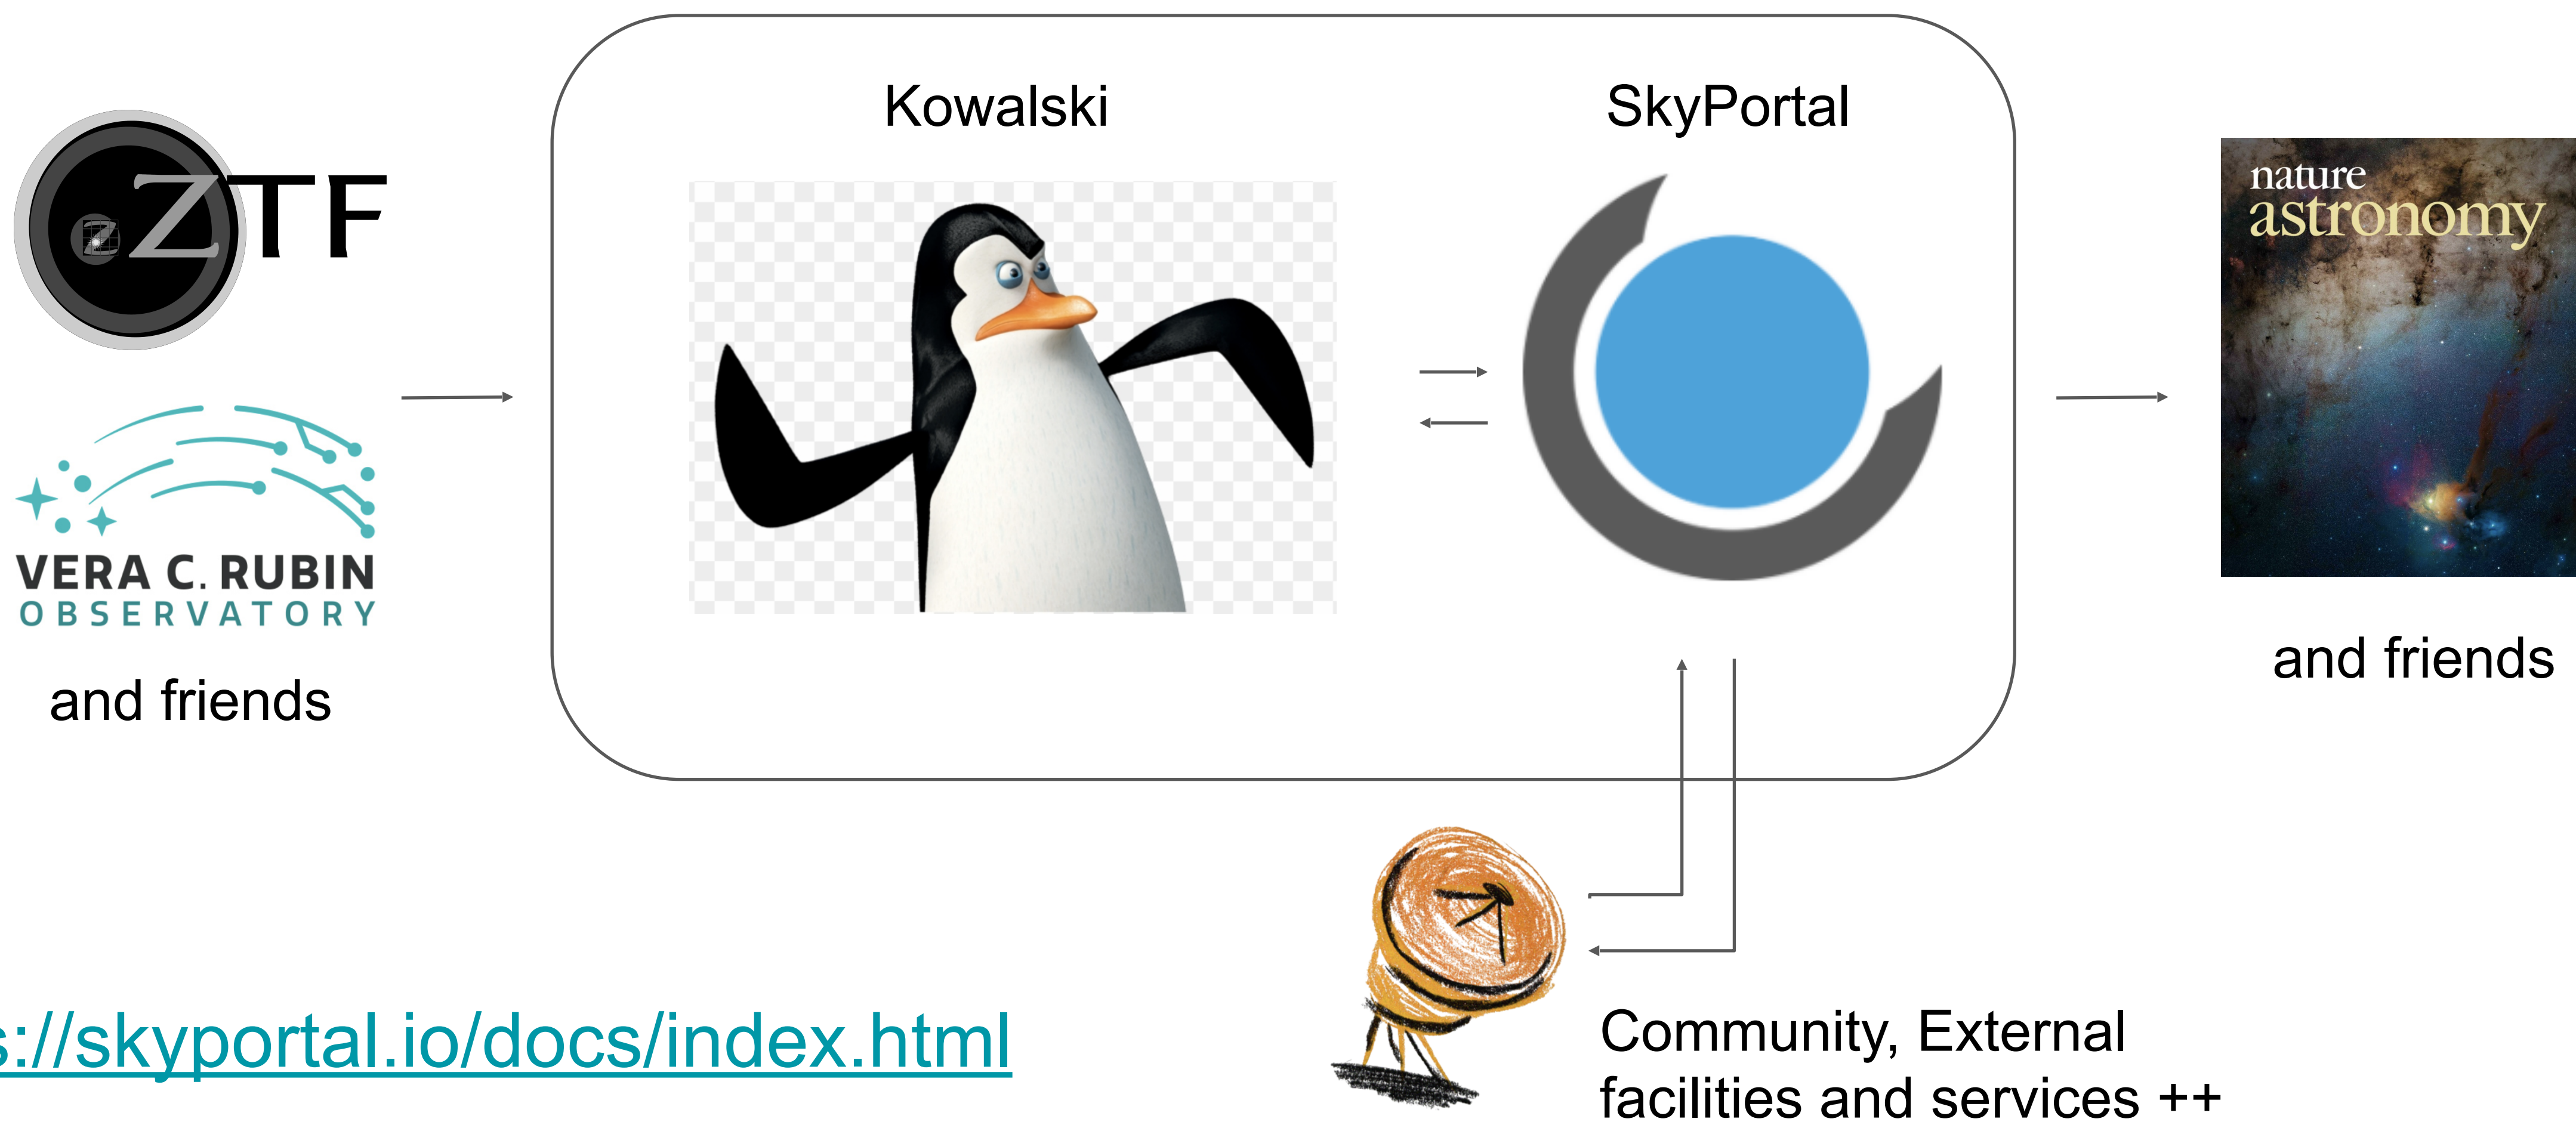 Kowalski
SkyPortal
ZTF
z
VERA C. RUBIN
OBSERVATORY
and friends
nature
astronomy
and friends
s://skyportal.io/docs/index.html
Community, External
facilities and services ++